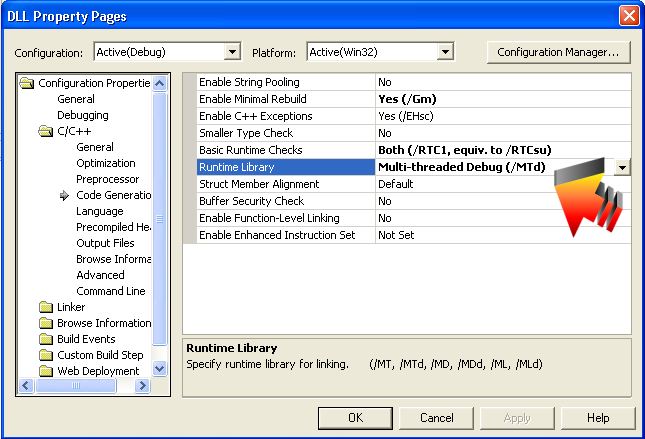 DLL Property Pages
Configuration: Active(Debug) Platform: Active(Win32) Configuration Manager...
Configuration Propertie
General
Debugging
C/C++
General
Optimization
Preprocessor
Code Generatio
Language
Precompiled Hea
Output Files
Browse Informa
Advanced
Command Line
Linker
Browse Information
Build Events
Custom Build Step
Web Deployment
Enable String Pooling No
Enable Minimal Rebuild Yes (/Gm)
Enable C++ Exceptions Yes (/EHsc)
Smaller Type Check No
Basic Runtime Checks Both (/RTC1, equiv. to /RTCsu)
Runtime Library Multi-threaded Debug (/MTd)
Struct Member Alignment Default
Buffer Security Check No
Enable Function-Level Linking No
Enable Enhanced Instruction Set Not Set
Runtime Library
Specify runtime library for linking. (/MT, /MTd, /MD, /MDd, /ML, /MLd)
OK Cancel Apply Help